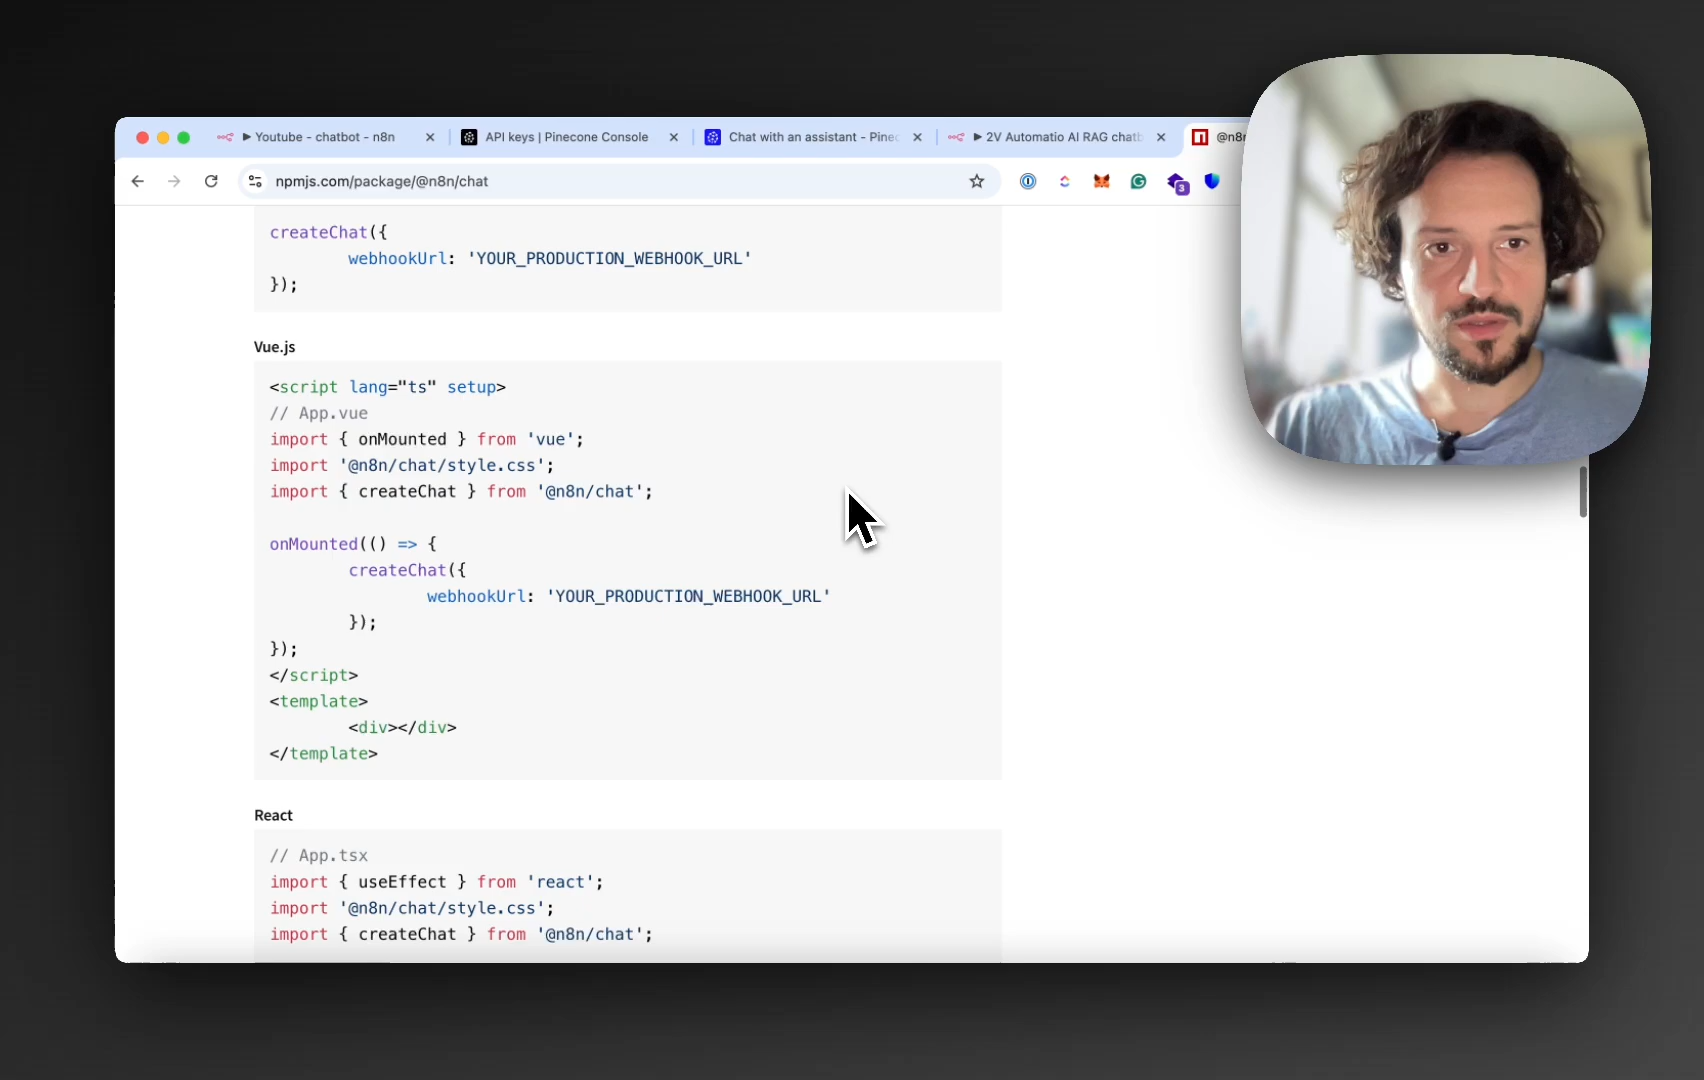 ▶ Youtube - chatbot - n8n
API keys | Pinecone Console
Chat with an assistant - Pinec
▶ 2V Automatio AI RAG chatb
@n8n
npmjs.com/package/@n8n/chat
3
createChat({
webhookUrl: 'YOUR_PRODUCTION_WEBHOOK_URL'
});
Vue.js
<script lang="ts" setup>
// App.vue
import { onMounted } from 'vue';
import '@n8n/chat/style.css';
import { createChat } from '@n8n/chat';
onMounted(() => {
createChat({
webhookUrl: 'YOUR_PRODUCTION_WEBHOOK_URL'
});
});
</script>
<template>
<div></div>
</template>
React
// App.tsx
import { useEffect } from 'react';
import '@n8n/chat/style.css';
import { createChat } from '@n8n/chat';